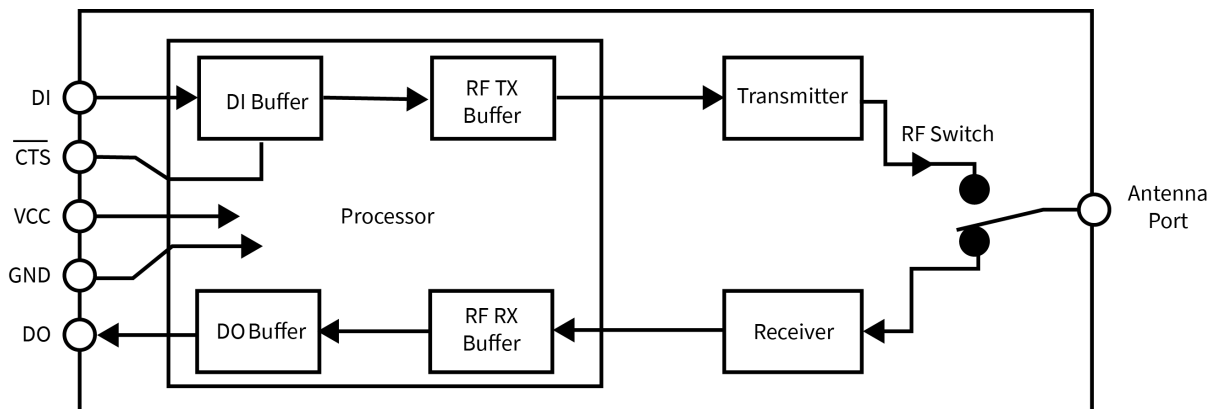 DI
DI Buffer
RF TX
Buffer
Transmitter
CTS
RF Switch
VCC
Processor
Antenna
Port
GND
DO
DO Buffer
RF RX
Buffer
Receiver